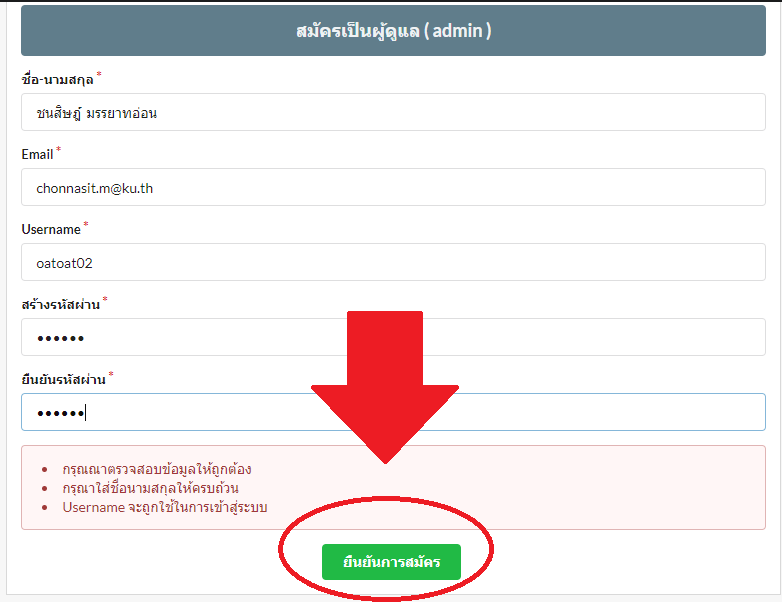 สมัครเป็นผู้ดูแล ( admin )
ชื่อ-นามสกุล *
ชนสิษฎ์ มรรยาทอ่อน
Email *
chonnasit.m@ku.th
Username *
oatoat02
สร้างรหัสผ่าน *
••••••
ยืนยันรหัสผ่าน *
••••••
• กรุณณาตรวจสอบข้อมูลให้ถูกต้อง
• กรุณาใส่ชื่อนามสกุลให้ครบถ้วน
• Username จะถูกใช้ในการเข้าสู่ระบบ
ยืนยันการสมัคร